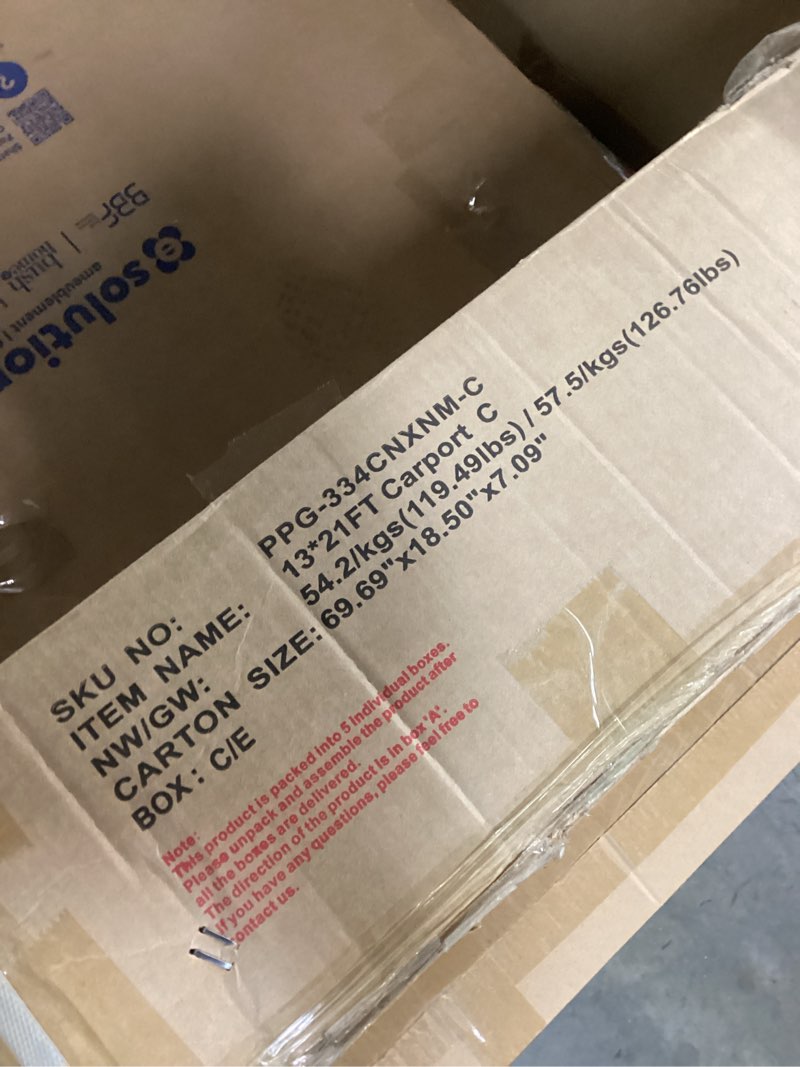 BBF
bush
e solution
ameublement
SKU NO: PPG-334CNXNM-C
ITEM NAME: 13*21FT Carport C
NW/GW: 54.2/kgs(119.49lbs) / 57.5/kgs(126.76lbs)
CARTON SIZE: 69.69"x18.50"x7.09"
BOX: C/E
Note:
This product is packed into 5 individual boxes.
Please unpack and assemble the product after
all the boxes are delivered.
The direction of the product is in box 'A'.
If you have any questions, please feel free to
contact us.